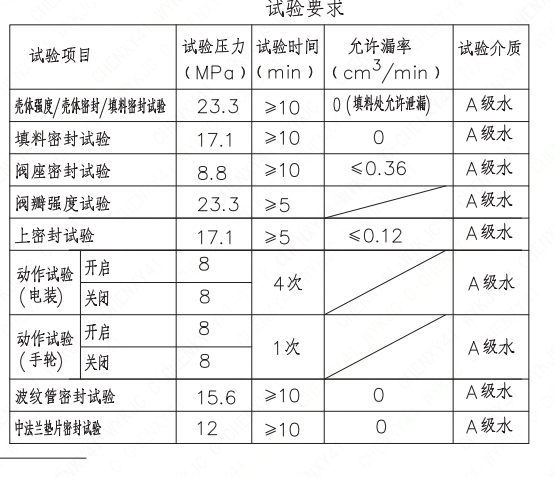 试验要求
试验项目 试验压力 (MPa) 试验时间 (min) 允许漏率 (cm³/min) 试验介质
壳体强度/壳体密封/填料密封试验 23.3 ≥10 0 (填料处允许泄漏) A级水
填料密封试验 17.1 ≥10 0 A级水
阀座密封试验 8.8 ≥10 ≤0.36 A级水
阀瓣强度试验 23.3 ≥5 A级水
上密封试验 17.1 ≥5 ≤0.12 A级水
动作试验 (电装) 开启 8 4次 A级水
关闭 8
动作试验 (手轮) 开启 8 1次 A级水
关闭 8
波纹管密封试验 15.6 ≥10 0 A级水
中法兰垫片密封试验 12 ≥10 0 A级水